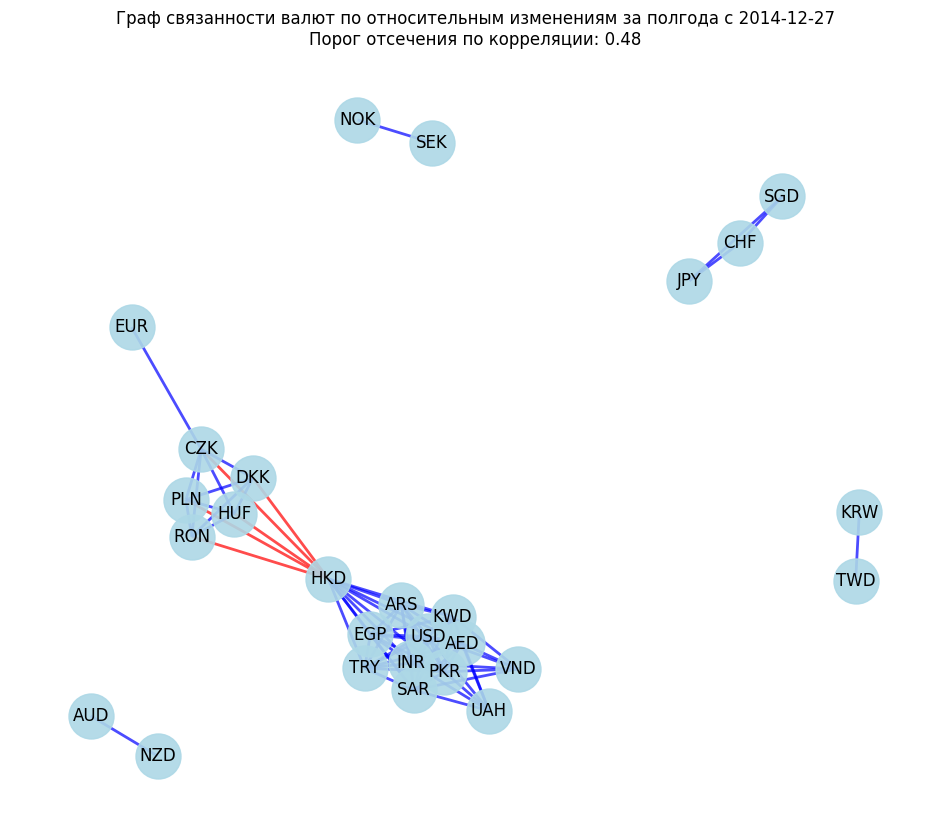 Граф связанности валют по относительным изменениям за полгода с 2014-12-27
Порог отсечения по корреляции: 0.48
NOK
SEK
SGD
CHF
JPY
EUR
CZK
DKK
PLN
HUF
RON
KRW
TWD
HKD
ARS
KWD
EGP
USD
AED
TRY
INR
PKR
VND
SAR
UAH
AUD
NZD